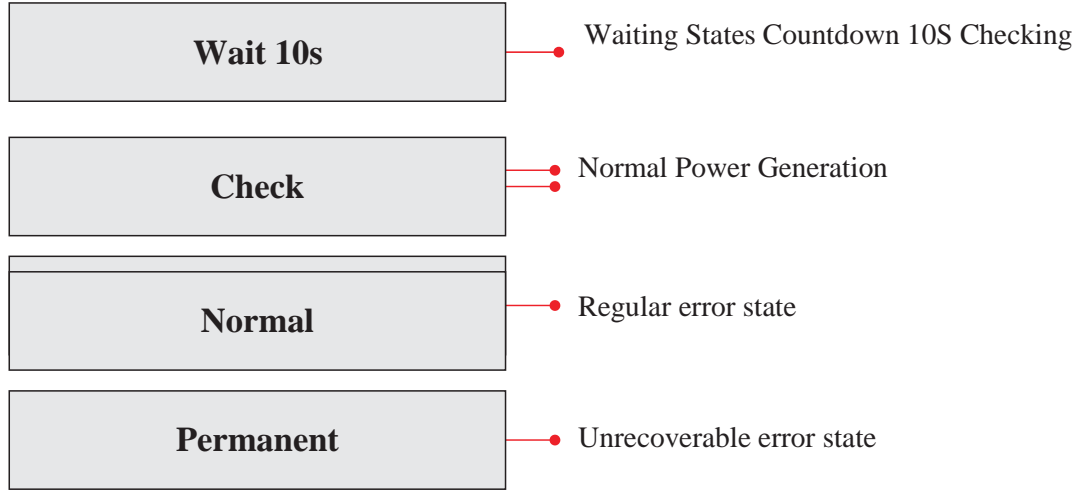 Wait 10s
Waiting States Countdown 10S Checking
Check
Normal Power Generation
Normal
Regular error state
Permanent
Unrecoverable error state